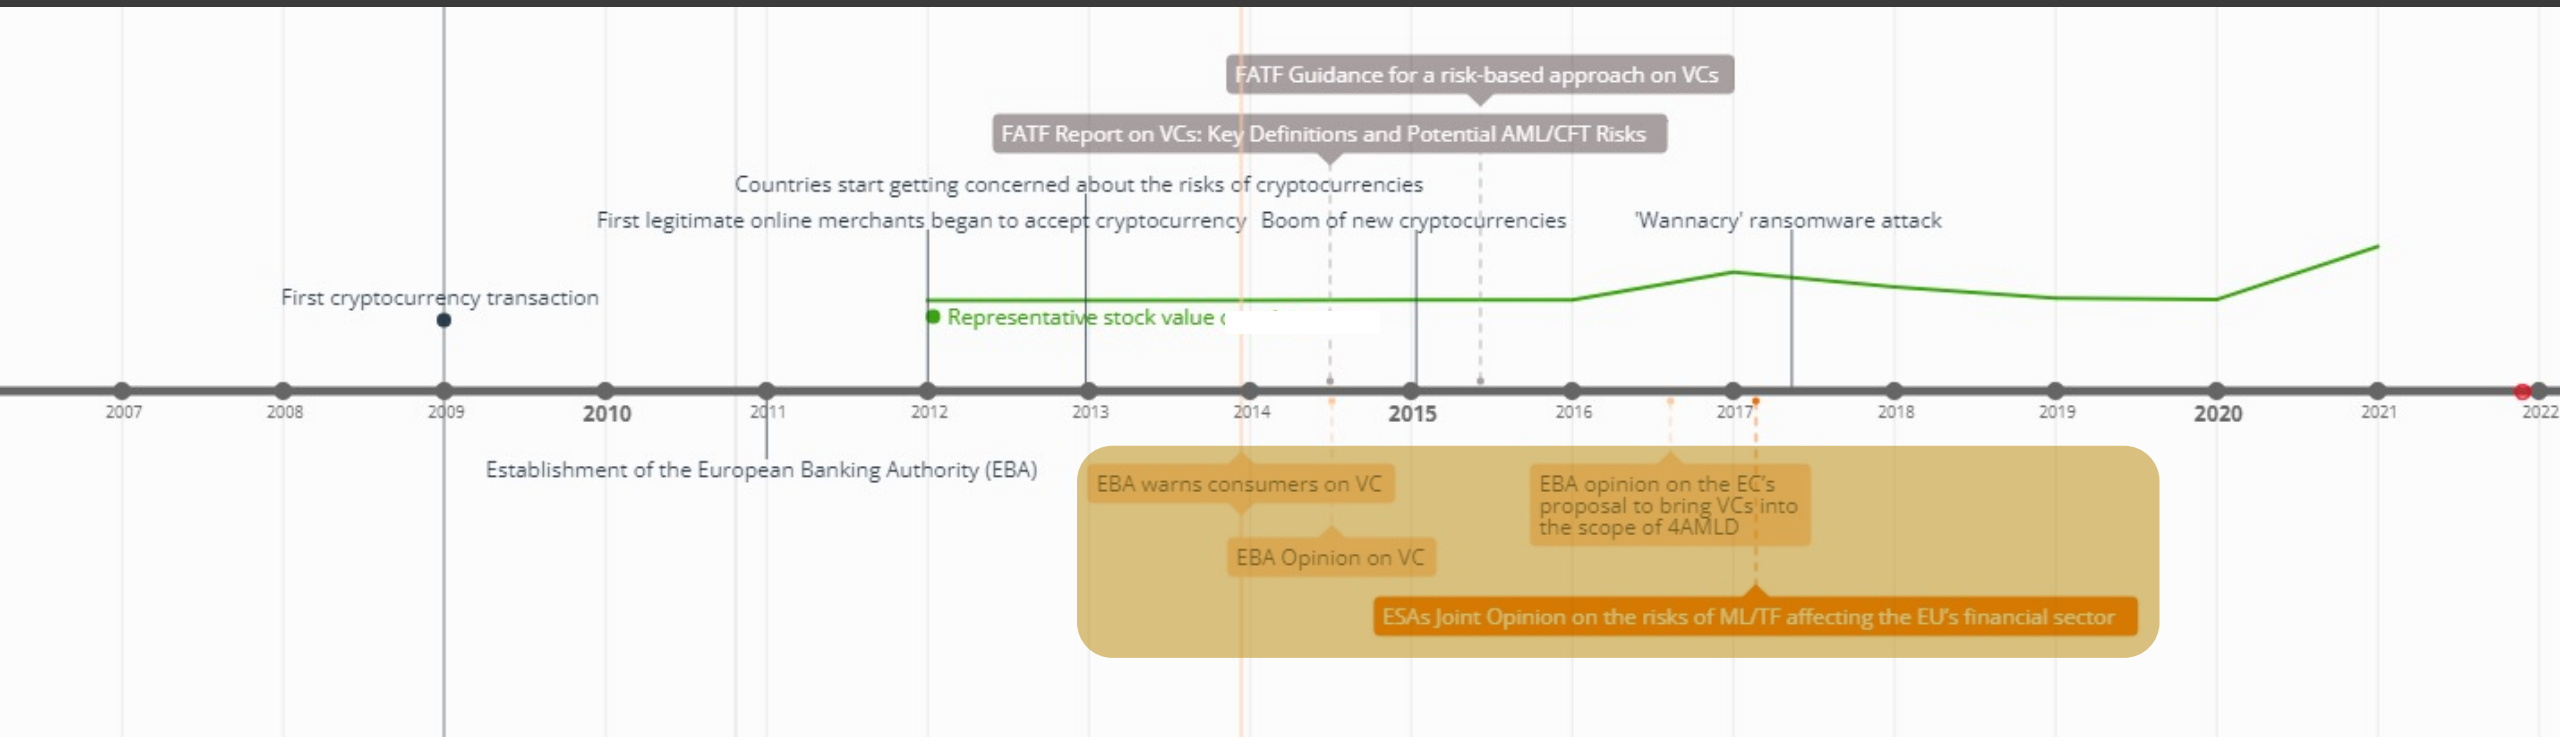 FATF Guidance for a risk-based approach on VCs
FATF Report on VCs: Key Definitions and Potential AML/CFT Risks
Countries start getting concerned about the risks of cryptocurrencies
First legitimate online merchants began to accept cryptocurrency
Boom of new cryptocurrencies
'Wannacry' ransomware attack
First cryptocurrency transaction
Representative stock value
2007
2008
2009
2010
2011
2012
2013
2014
2015
2016
2017
2018
2019
2020
2021
2022
Establishment of the European Banking Authority (EBA)
EBA warns consumers on VC
EBA opinion on the EC’s
proposal to bring VCs into
the scope of 4AMLD
EBA Opinion on VC
ESAs Joint Opinion on the risks of ML/TF affecting the EU’s financial sector